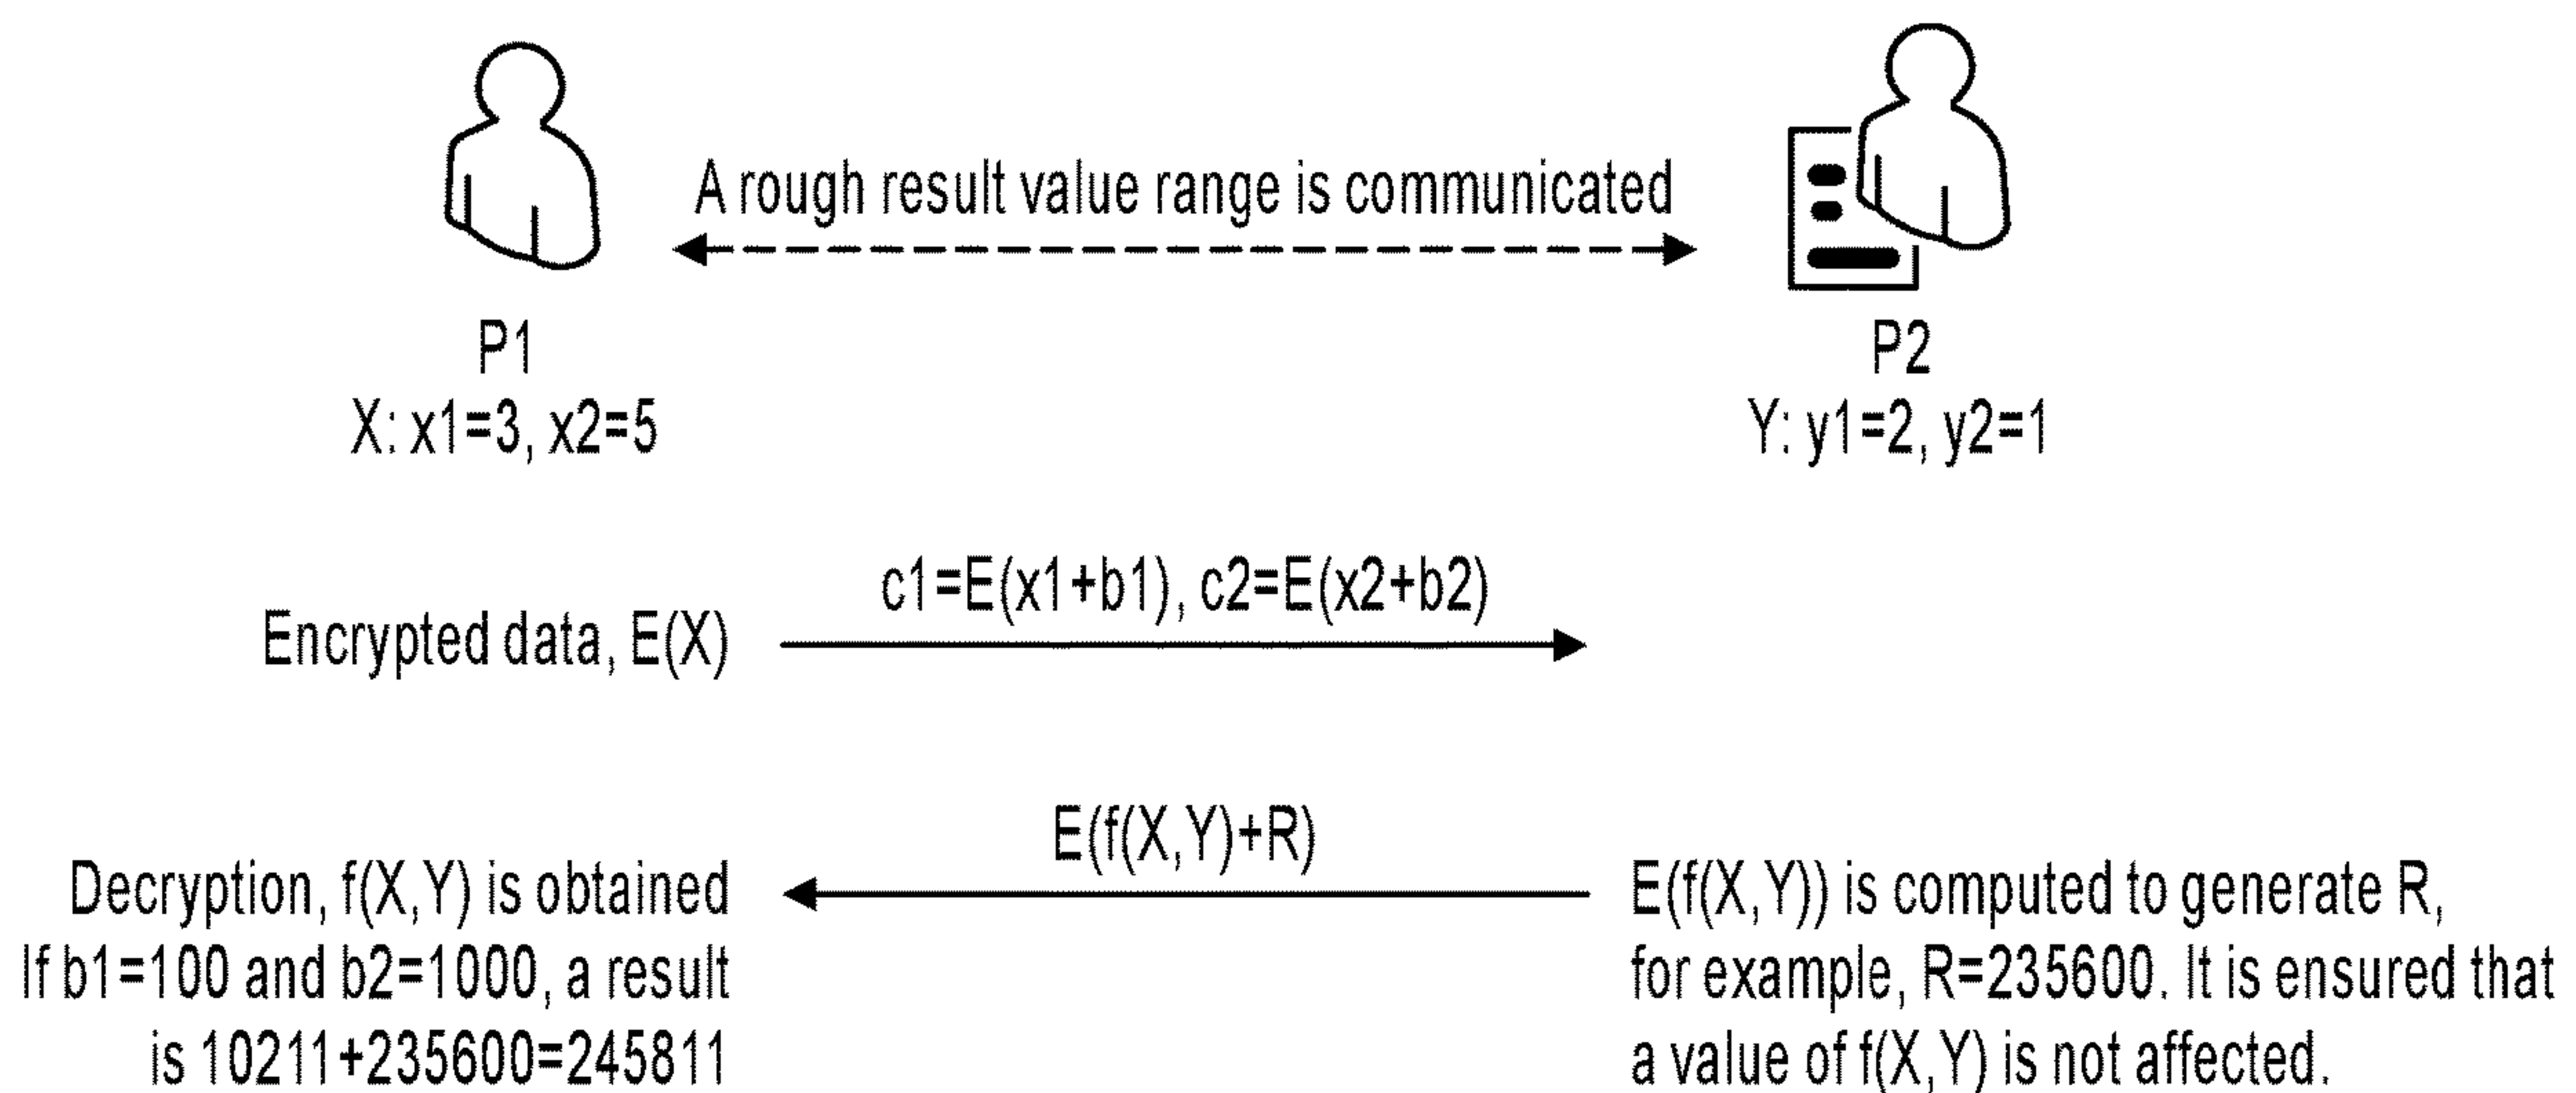 A rough result value range is communicated
P1
P2
X: x1=3, x2=5
Y: y1=2, y2=1
c1=E(x1+b1), c2=E(x2+b2)
Encrypted data, E(X)
E(f(X,Y)+R)
Decryption, f(X,Y) is obtained
If b1=100 and b2=1000, a result
is 10211+235600=245811
E(f(X,Y)) is computed to generate R,
for example, R=235600. It is ensured that
a value of f(X,Y) is not affected.